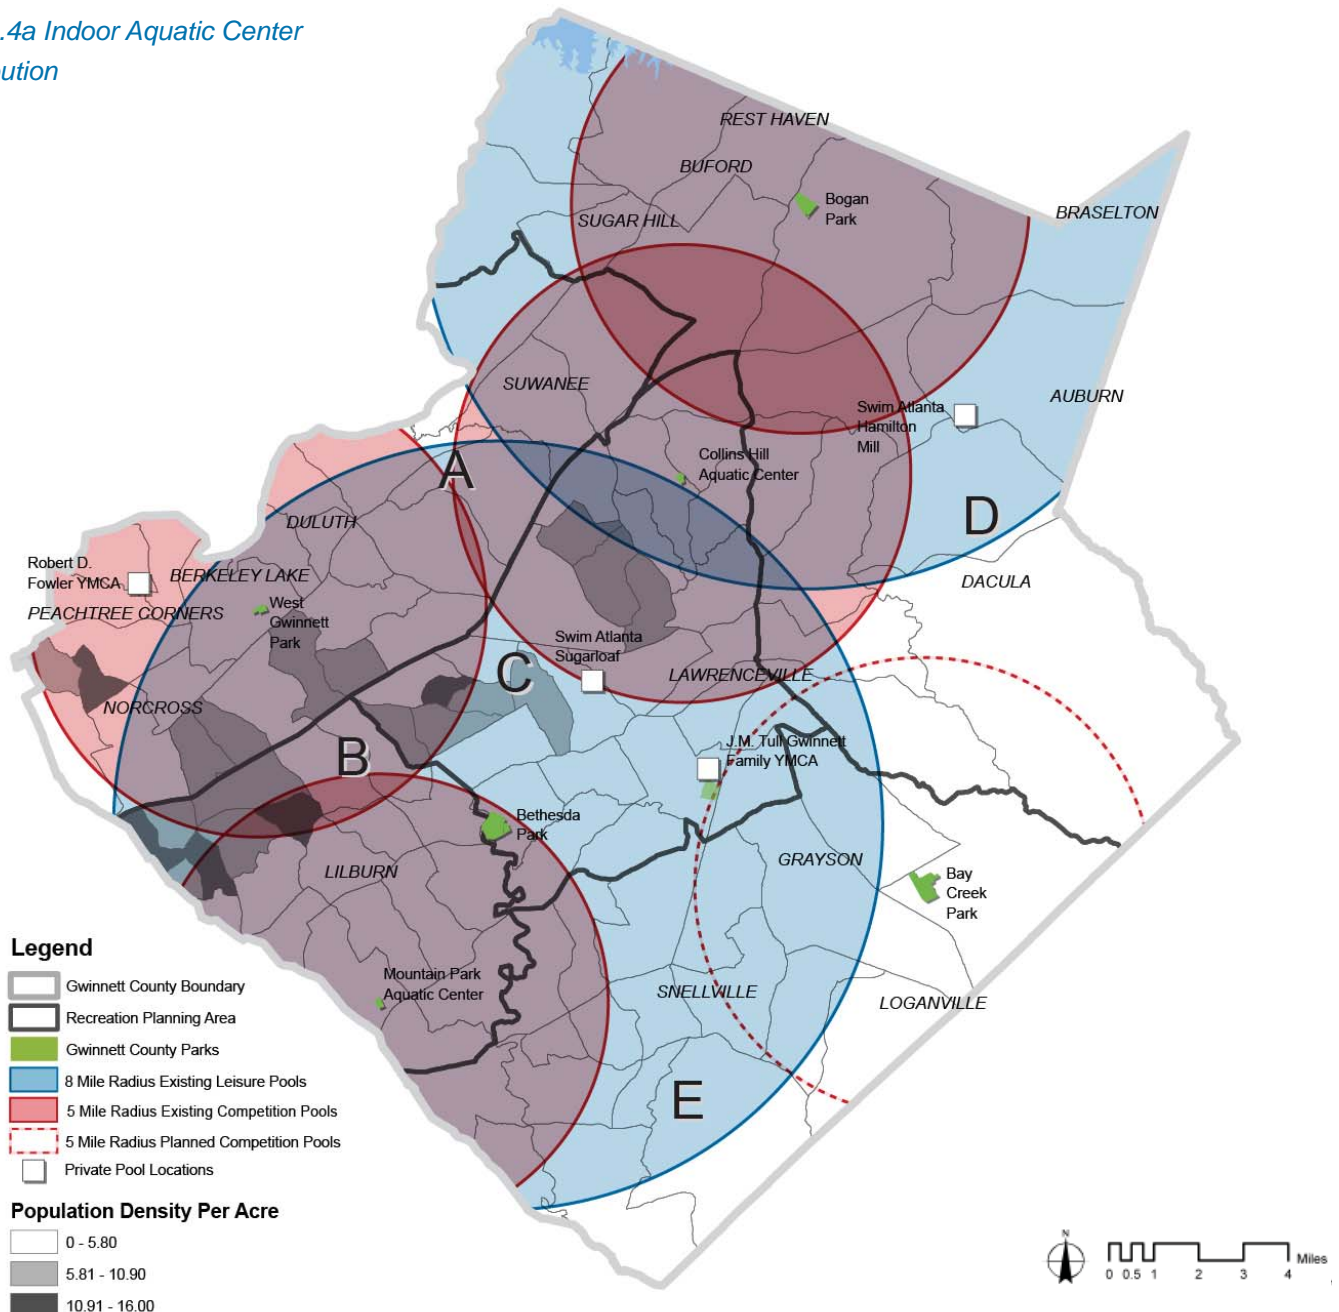 .4a Indoor Aquatic Center
ution
REST HAVEN
BUFORD
Bogan
Park
BRASELTON
SUGAR HILL
SUWANEE
AUBURN
Swim Atlanta
Hamilton
Mill
Collins Hill
Aquatic Center
A
D
DULUTH
Robert D.
Fowler YMCA
BERKELEY LAKE
DACULA
PEACHTREE CORNERS
West
Gwinnett
Park
Swim Atlanta
Sugarloaf
C
LAWRENCEVILLE
NORCROSS
B
J.M. Tull Gwinnett
Family YMCA
Bethesda
Park
GRAYSON
LILBURN
Bay
Creek
Park
Mountain Park
Aquatic Center
SNELLVILLE
LOGANVILLE
E
Legend
Gwinnett County Boundary
Recreation Planning Area
Gwinnett County Parks
8 Mile Radius Existing Leisure Pools
5 Mile Radius Existing Competition Pools
5 Mile Radius Planned Competition Pools
Private Pool Locations
Population Density Per Acre
0 - 5.80
5.81 - 10.90
10.91 - 16.00
N
Miles
0 0.5 1 2 3 4